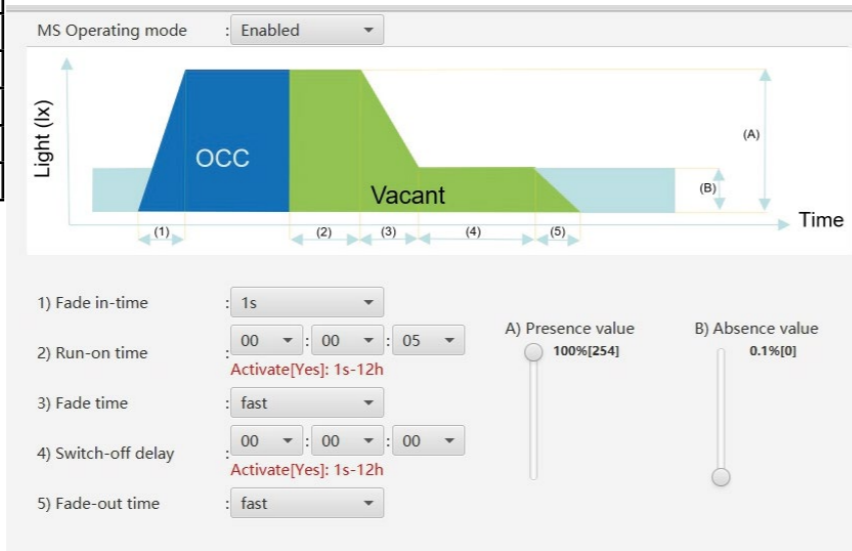 MS Operating mode : Enabled
Light (lx)
OCC
Vacant
(A)
(B)
Time
(1) (2) (3) (4) (5)
1) Fade in-time : 1s
2) Run-on time : 00 : 00 : 05
Activate[Yes]: 1s-12h
3) Fade time : fast
4) Switch-off delay : 00 : 00 : 00
Activate[Yes]: 1s-12h
5) Fade-out time : fast
A) Presence value
100%[254]
B) Absence value
0.1%[0]